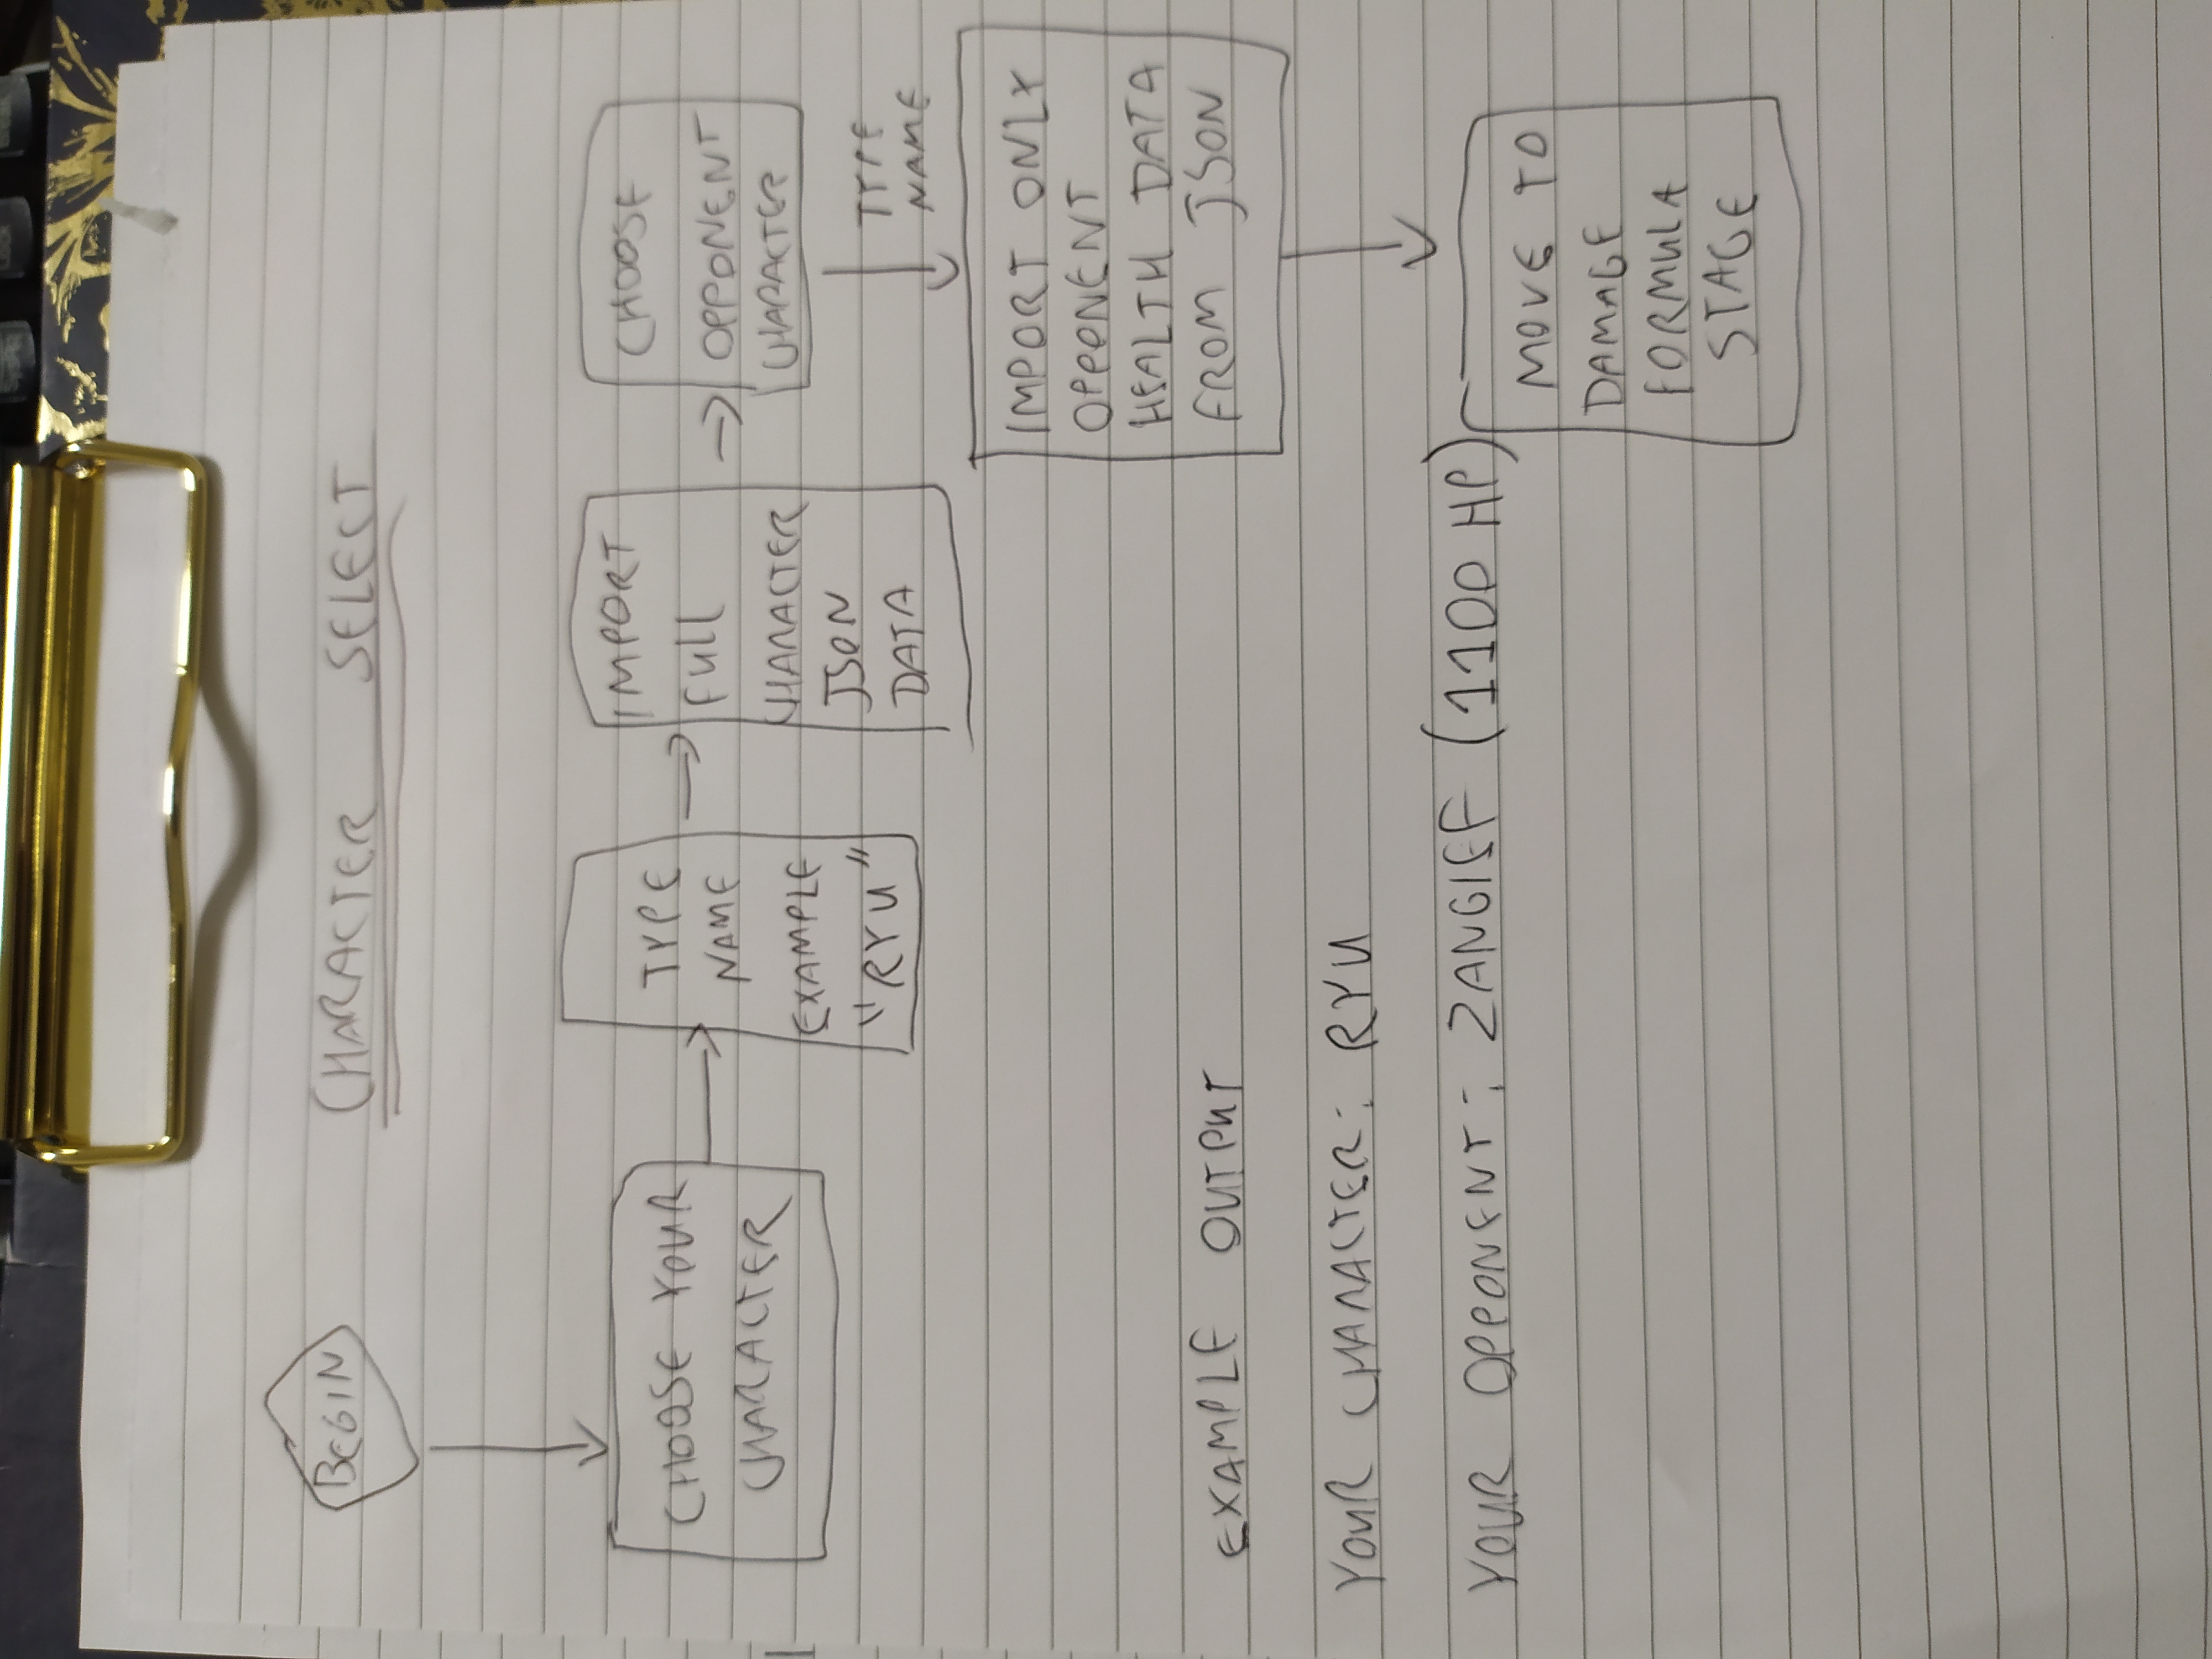 BEGIN
CHARACTER SELECT
CHOOSE YOUR
CHARACTER
TYPE
NAME
EXAMPLE
"RYU"
IMPORT
FULL
CHARACTER
JSON
DATA
CHOOSE
OPPONENT
CHARACTER
TYPE
NAME
IMPORT ONLY
OPPONENT
HEALTH DATA
FROM JSON
EXAMPLE OUTPUT
YOUR CHARACTER: RYU
YOUR OPPONENT: ZANGIEF (1100 HP)
MOVE TO
DAMAGE
FORMULA
STAGE